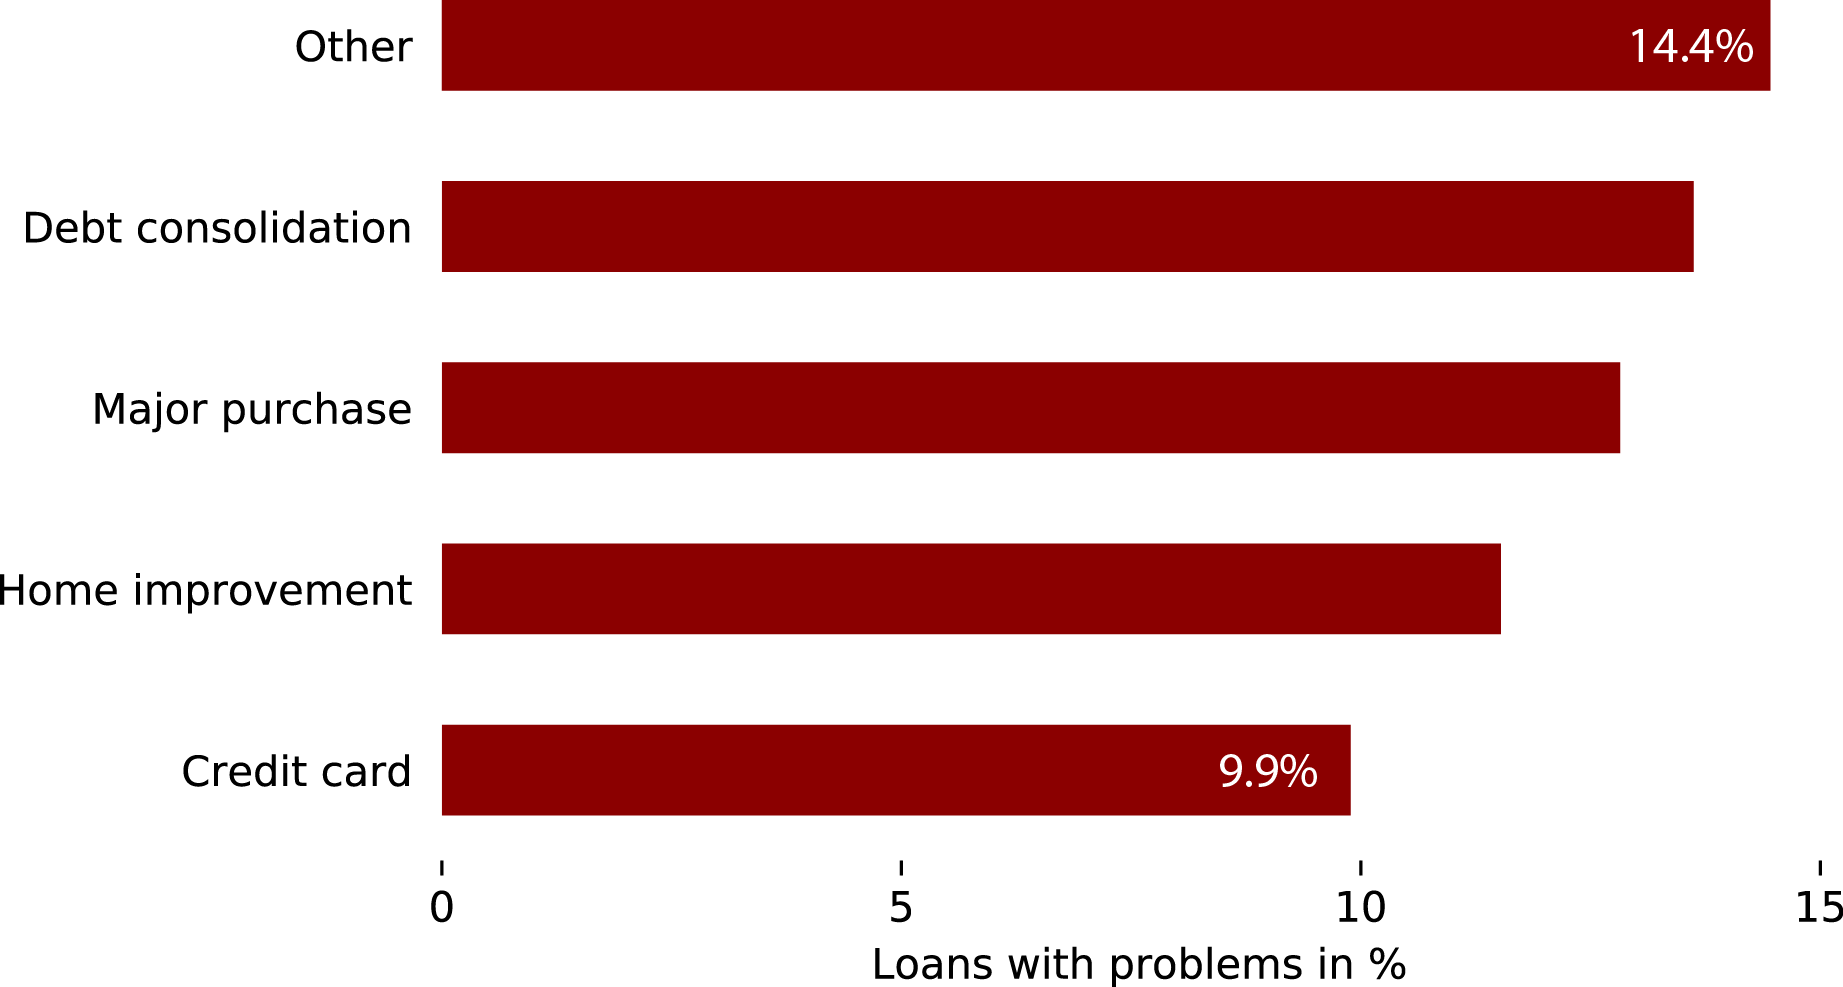 Other 14.4%
Debt consolidation
Major purchase
Home improvement
Credit card 9.9%
0 5 10 15
Loans with problems in %